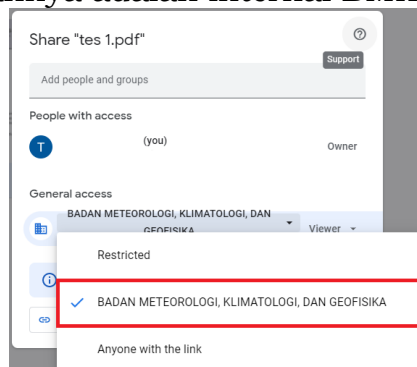 Share "tes 1.pdf"
Support
Add people and groups
People with access
T
(you)
Owner
General access
BADAN METEOROLOGI, KLIMATOLOGI, DAN
GEOFISIKA
Viewer
Restricted
BADAN METEOROLOGI, KLIMATOLOGI, DAN GEOFISIKA
Anyone with the link